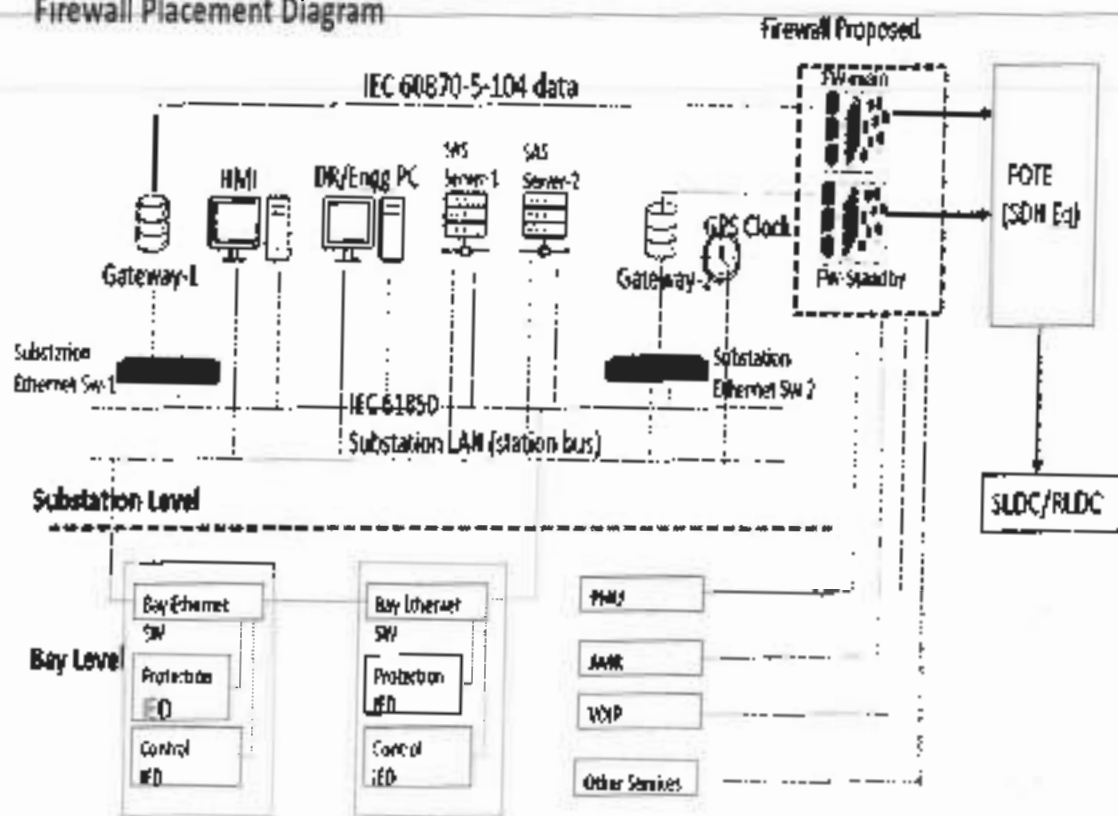 Firewall Placement Diagram
Firewall Proposed
IEC 60870-5-104 data
FW-main
HMI
DR/Engg PC
SAS
Server-1
SAS
Server-2
FOTE
(SDH Eq)
GPS Clock
Gateway-1
Gateway-2
FW-Standby
Substation
Ethernet Sw-1
Substation
Ethernet SW 2
IEC 61850
Substation LAN (station bus)
Substation Level
SLDC/RLDC
Bay Ethernet
SW
Bay Ethernet
SW
PMU
Bay Level
Protection
IED
Protection
IED
AMR
VOIP
Control
IED
Control
IED
Other Services